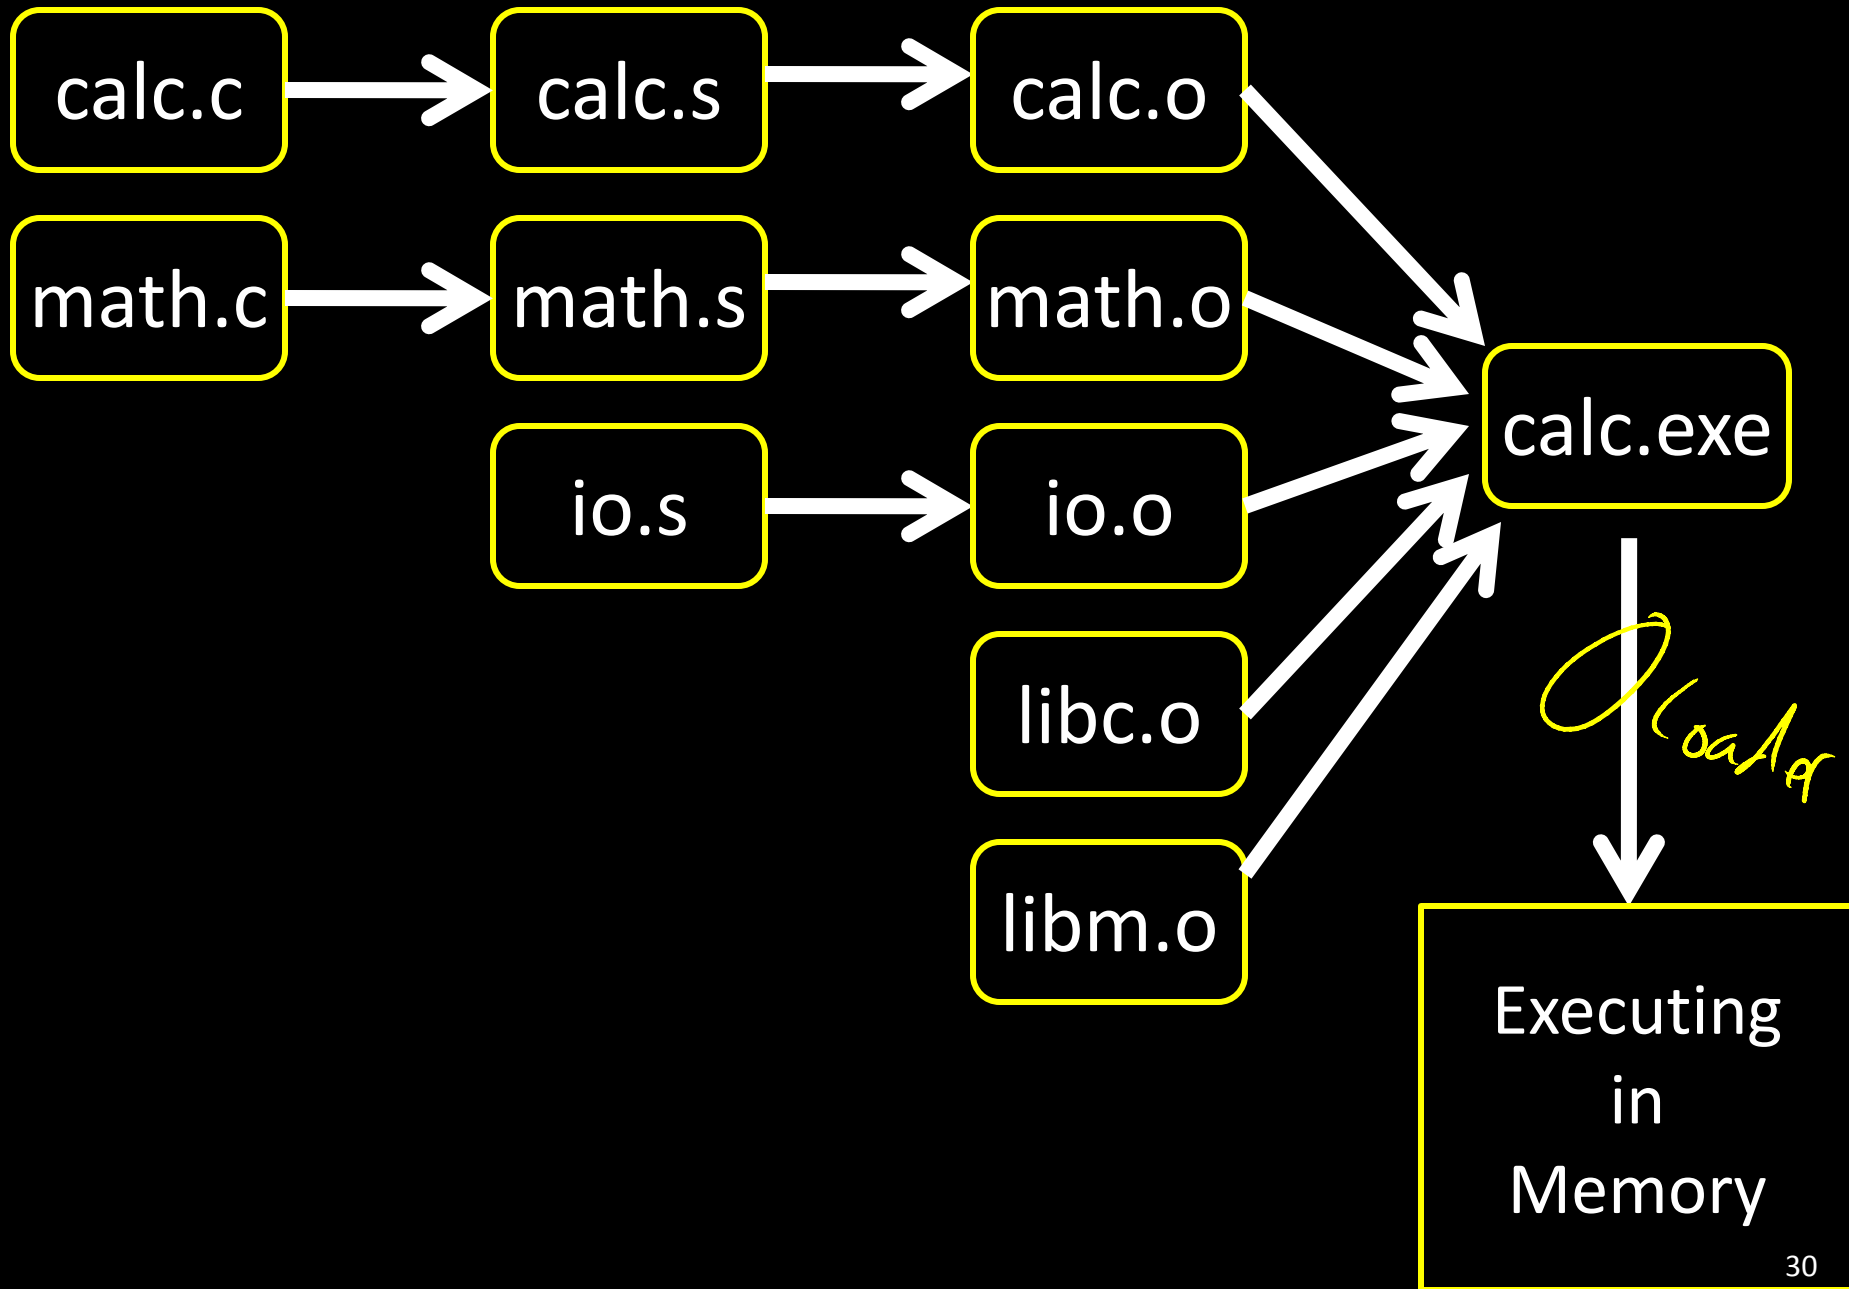 calc.c
calc.s
calc.o
math.c
math.s
math.o
calc.exe
io.s
io.o
libc.o
Loader
libm.o
Executing
in
Memory
30